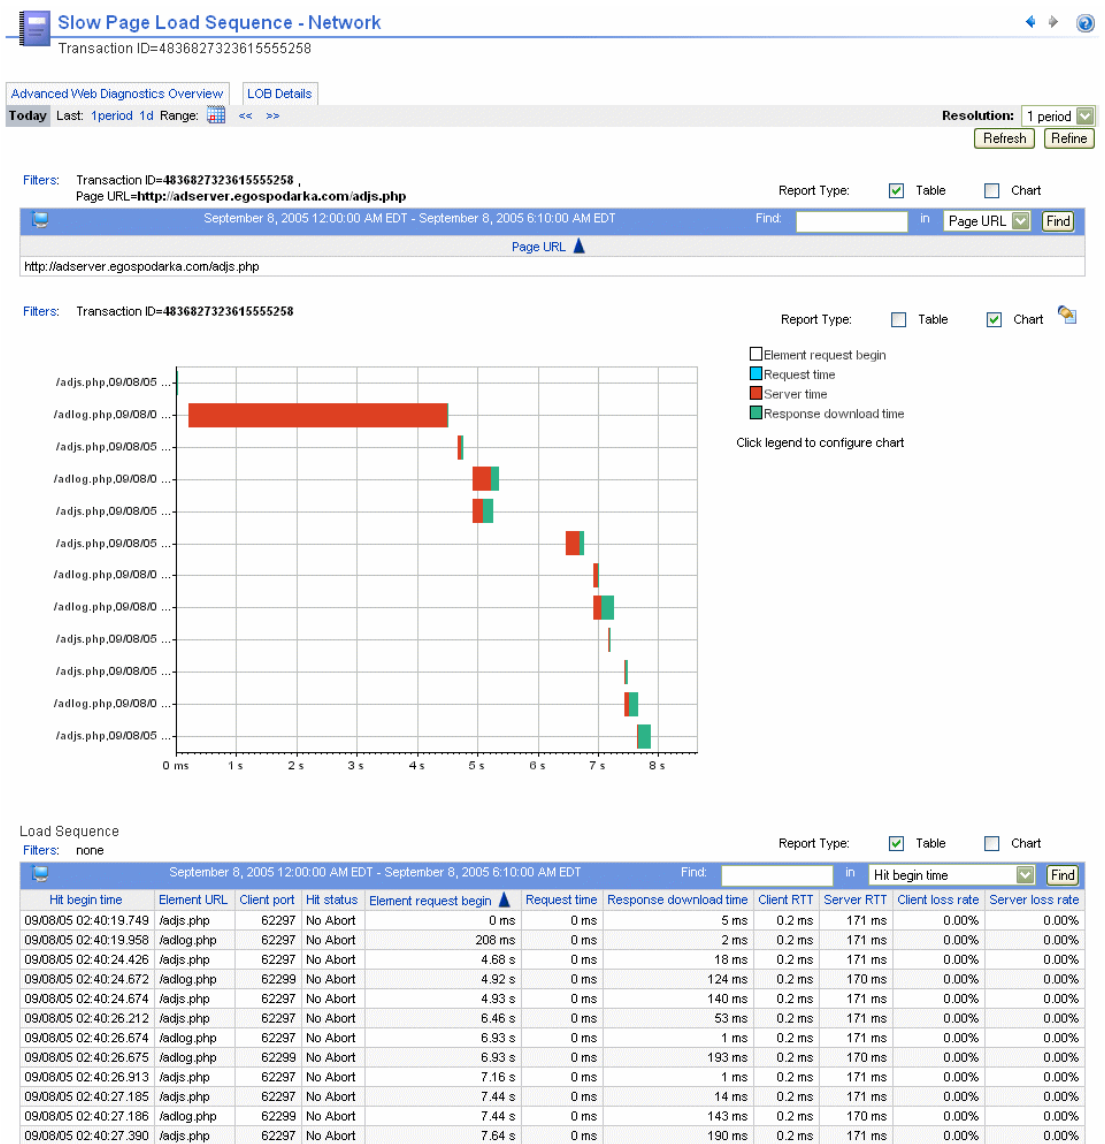 Slow Page Load Sequence - Network
Transaction ID=4836827323615555258
Advanced Web Diagnostics Overview LOB Details
Today Last: 1period 1d Range: << >> Resolution: 1 period
Refresh Refine
Filters: Transaction ID=4836827323615555258 ,
Page URL=http://adserver.egospodarka.com/adjs.php
Report Type: Table Chart
September 8, 2005 12:00:00 AM EDT - September 8, 2005 6:10:00 AM EDT Find: in Page URL Find
Page URL
http://adserver.egospodarka.com/adjs.php
Filters: Transaction ID=4836827323615555258
Report Type: Table Chart
Element request begin
Request time
Server time
Response download time
Click legend to configure chart
/adjs.php,09/08/05 ...
/adlog.php,09/08/0 ...
/adjs.php,09/08/05 ...
/adlog.php,09/08/0 ...
/adjs.php,09/08/05 ...
/adjs.php,09/08/05 ...
/adlog.php,09/08/0 ...
/adlog.php,09/08/0 ...
/adjs.php,09/08/05 ...
/adjs.php,09/08/05 ...
/adlog.php,09/08/0 ...
/adjs.php,09/08/05 ...
0 ms 1 s 2 s 3 s 4 s 5 s 6 s 7 s 8 s
Load Sequence
Filters: none
Report Type: Table Chart
September 8, 2005 12:00:00 AM EDT - September 8, 2005 6:10:00 AM EDT Find: in Hit begin time Find
Hit begin time Element URL Client port Hit status Element request begin Request time Response download time Client RTT Server RTT Client loss rate Server loss rate
09/08/05 02:40:19.749 /adjs.php 62297 No Abort 0 ms 0 ms 5 ms 0.2 ms 171 ms 0.00% 0.00%
09/08/05 02:40:19.958 /adlog.php 62297 No Abort 208 ms 0 ms 2 ms 0.2 ms 171 ms 0.00% 0.00%
09/08/05 02:40:24.426 /adjs.php 62297 No Abort 4.68 s 0 ms 18 ms 0.2 ms 171 ms 0.00% 0.00%
09/08/05 02:40:24.672 /adlog.php 62299 No Abort 4.92 s 0 ms 124 ms 0.2 ms 170 ms 0.00% 0.00%
09/08/05 02:40:24.674 /adjs.php 62297 No Abort 4.93 s 0 ms 140 ms 0.2 ms 171 ms 0.00% 0.00%
09/08/05 02:40:26.212 /adjs.php 62297 No Abort 6.46 s 0 ms 53 ms 0.2 ms 171 ms 0.00% 0.00%
09/08/05 02:40:26.674 /adlog.php 62297 No Abort 6.93 s 0 ms 1 ms 0.2 ms 171 ms 0.00% 0.00%
09/08/05 02:40:26.675 /adlog.php 62299 No Abort 6.93 s 0 ms 193 ms 0.2 ms 170 ms 0.00% 0.00%
09/08/05 02:40:26.913 /adjs.php 62297 No Abort 7.16 s 0 ms 1 ms 0.2 ms 171 ms 0.00% 0.00%
09/08/05 02:40:27.185 /adjs.php 62297 No Abort 7.44 s 0 ms 14 ms 0.2 ms 171 ms 0.00% 0.00%
09/08/05 02:40:27.186 /adlog.php 62299 No Abort 7.44 s 0 ms 143 ms 0.2 ms 170 ms 0.00% 0.00%
09/08/05 02:40:27.390 /adjs.php 62297 No Abort 7.64 s 0 ms 190 ms 0.2 ms 171 ms 0.00% 0.00%